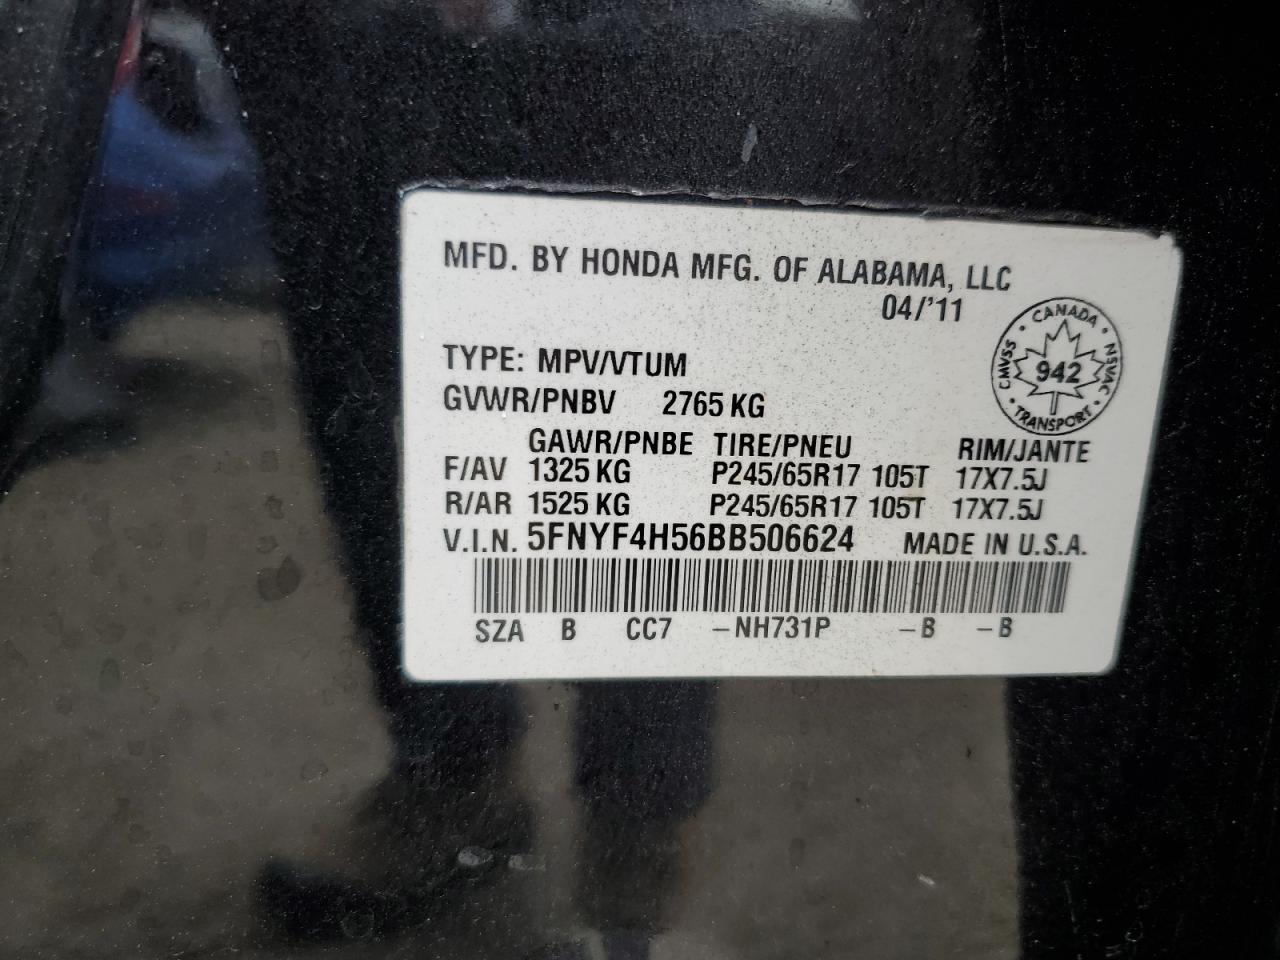 MFD. BY HONDA MFG. OF ALABAMA, LLC
04/'11
CANADA
CMVSS
NSVAC
942
TRANSPORT
TYPE: MPV/VTUM
GVWR/PNBV 2765 KG
GAWR/PNBE TIRE/PNEU RIM/JANTE
F/AV 1325 KG P245/65R17 105T 17X7.5J
R/AR 1525 KG P245/65R17 105T 17X7.5J
V.I.N. 5FNYF4H56BB506624 MADE IN U.S.A.
SZA B CC7 –NH731P –B –B